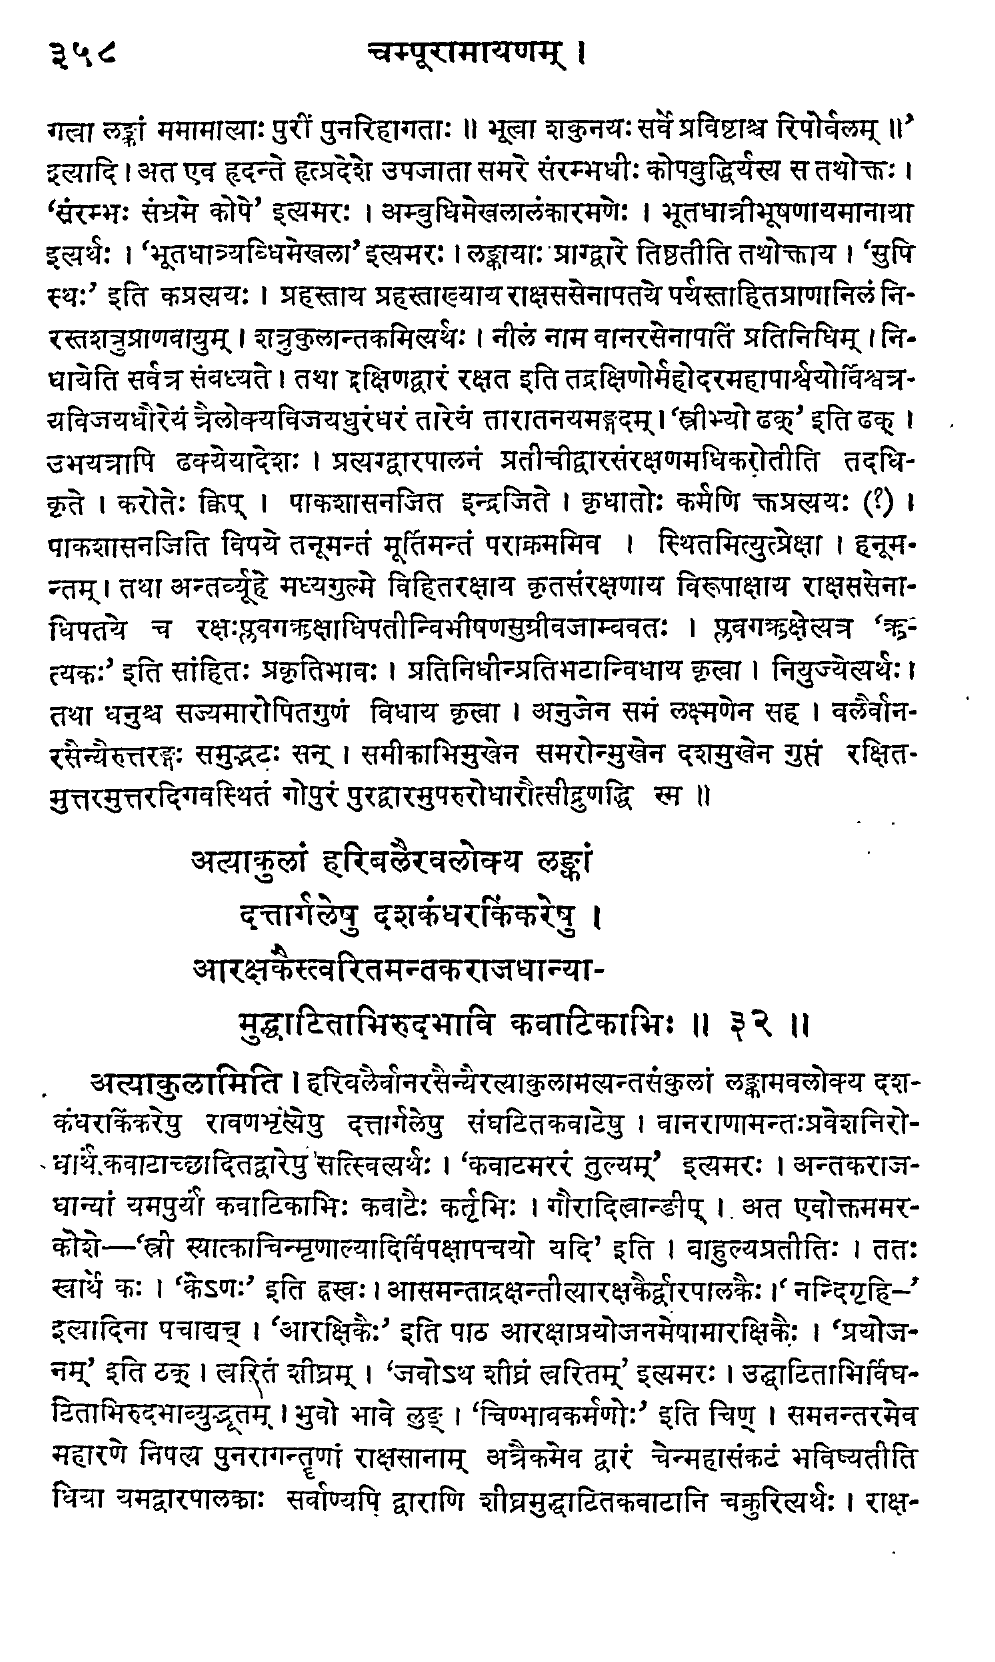 ३५८ चम्पूरामायणम् ।
गत्वा लङ्कां ममामात्याः पुरीं पुनरिहागताः ॥ भूत्वा शकुनयः सर्वे प्रविष्टाश्च रिपोर्बलम् ॥’
इत्यादि । अत एव हृदन्ते हृत्प्रदेशे उपजाता समरे संरम्भधीः कोपबुद्धिर्यस्य स तथोक्तः ।
‘संरम्भः संभ्रमे कोपे’ इत्यमरः । अम्बुधिमेखलालंकारमणेः । भूतधात्रीभूषणायमानाया
इत्यर्थः । ‘भूतधात्र्यब्धिमेखला’ इत्यमरः । लङ्कायाः प्राग्द्वारे तिष्ठतीति तथोक्ताय । ‘सुपि
स्थः’ इति कप्रत्ययः । प्रहस्ताय प्रहस्ताख्याय राक्षससेनापतये पर्यस्ताहितप्राणानिलं नि-
रस्तशत्रुप्राणवायुम् । शत्रुकुलान्तकमित्यर्थः । नीलं नाम वानरसेनापतिं प्रतिनिधिम् । नि-
धायेति सर्वत्र संबध्यते । तथा दक्षिणद्वारं रक्षत इति तद्रक्षिणोर्महोदरमहापार्श्वयोर्विश्वत्र-
यविजयधौरेयं त्रैलोक्यविजयधुरंधरं तारेयं तारातनयमङ्गदम् । ‘स्त्रीभ्यो ढक्’ इति ढक् ।
उभयत्रापि ढक्येयादेशः । प्रत्यग्द्वारपालनं प्रतीचीद्वारसंरक्षणमधिकरोतीति तदधि-
कृते । करोतेः क्विप् । पाकशासनजित इन्द्रजिते । कृधातोः कर्मणि क्तप्रत्ययः (?) ।
पाकशासनजिति विषये तनूमन्तं मूर्तिमन्तं पराक्रममिव । स्थितमित्युत्प्रेक्षा । हनूम-
न्तम् । तथा अन्तर्व्यूहे मध्यगुल्मे विहितरक्षाय कृतसंरक्षणाय विरूपाक्षाय राक्षससेना-
धिपतये च रक्षःप्लवगऋक्षाधिपतीन्विभीषणसुग्रीवजाम्बवतः । प्लवगऋक्षेत्यत्र ‘ऋ-
त्यकः’ इति सांहितः प्रकृतिभावः । प्रतिनिधीन्प्रतिभटान्विधाय कृत्वा । नियुज्येत्यर्थः ।
तथा धनुश्च सज्यमारोपितगुणं विधाय कृत्वा । अनुजेन समं लक्ष्मणेन सह । बलैर्वान-
रसैन्यैरुत्तरङ्गः समुद्भटः सन् । समीकाभिमुखेन समरोन्मुखेन दशमुखेन गुप्तं रक्षित-
मुत्तरमुत्तरदिगवस्थितं गोपुरं पुरद्वारमुपरुरोधारौत्सीद्रुणद्धि स्म ॥
अत्याकुलां हरिबलैरवलोक्य लङ्कां
दत्तार्गलेषु दशकंधरकिंकरेषु ।
आरक्षकैस्त्वरितमन्तकराजधान्या-
मुद्घाटिताभिरुदभावि कवाटिकाभिः ॥ ३२ ॥
अत्याकुलामिति । हरिबलैर्वानरसैन्यैरत्याकुलामत्यन्तसंकुलां लङ्कामवलोक्य दश-
कंधरकिंकरेषु रावणभृत्येषु दत्तार्गलेषु संघटितकवाटेषु । वानराणामन्तःप्रवेशनिरो-
धार्थं कवाटाच्छादितद्वारेषु सत्स्वित्यर्थः । ‘कवाटमररं तुल्यम्’ इत्यमरः । अन्तकराज-
धान्यां यमपुर्यां कवाटिकाभिः कवाटैः कर्तृभिः । गौरादित्वान्ङीप् । अत एवोक्तममर-
कोशे—‘स्त्री स्यात्काचिन्मृणाल्यादिर्विपक्षापचयो यदि’ इति । बाहुल्यप्रतीतिः । ततः
स्वार्थे कः । ‘केऽणः’ इति ह्रस्वः । आसमन्ताद्रक्षन्तीत्यारक्षकैर्द्वारपालकैः । ‘नन्दिगृहि—’
इत्यादिना पचाद्यच् । ‘आरक्षिकैः’ इति पाठ आरक्षाप्रयोजनमेषामारक्षिकैः । ‘प्रयोज-
नम्’ इति ठक् । त्वरितं शीघ्रम् । ‘जवोऽथ शीघ्रं त्वरितम्’ इत्यमरः । उद्घाटिताभिर्विघ-
टिताभिरुदभाव्युद्भूतम् । भुवो भावे लुङ् । ‘चिण्भावकर्मणोः’ इति चिण् । समनन्तरमेव
महारणे निपत्य पुनरागन्तॄणां राक्षसानाम् अत्रैकमेव द्वारं चेन्महासंकटं भविष्यतीति
धिया यमद्वारपालकाः सर्वाण्यपि द्वाराणि शीघ्रमुद्घाटितकवाटानि चक्रुरित्यर्थः । राक्ष-